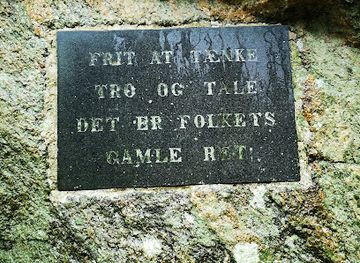 FRIT AT TÆNKE
TRO OG TALE
DET ER FOLKETS
GAMLE RET.